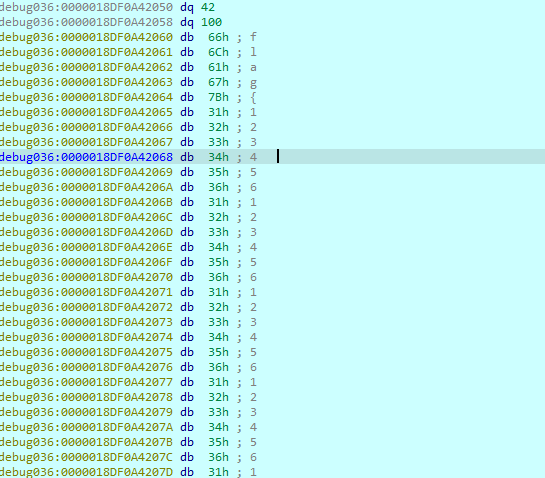 debug036:0000018DF0A42050 dq 42
debug036:0000018DF0A42058 dq 100
debug036:0000018DF0A42060 db 66h ; f
debug036:0000018DF0A42061 db 6Ch ; l
debug036:0000018DF0A42062 db 61h ; a
debug036:0000018DF0A42063 db 67h ; g
debug036:0000018DF0A42064 db 7Bh ; {
debug036:0000018DF0A42065 db 31h ; 1
debug036:0000018DF0A42066 db 32h ; 2
debug036:0000018DF0A42067 db 33h ; 3
debug036:0000018DF0A42068 db 34h ; 4
debug036:0000018DF0A42069 db 35h ; 5
debug036:0000018DF0A4206A db 36h ; 6
debug036:0000018DF0A4206B db 31h ; 1
debug036:0000018DF0A4206C db 32h ; 2
debug036:0000018DF0A4206D db 33h ; 3
debug036:0000018DF0A4206E db 34h ; 4
debug036:0000018DF0A4206F db 35h ; 5
debug036:0000018DF0A42070 db 36h ; 6
debug036:0000018DF0A42071 db 31h ; 1
debug036:0000018DF0A42072 db 32h ; 2
debug036:0000018DF0A42073 db 33h ; 3
debug036:0000018DF0A42074 db 34h ; 4
debug036:0000018DF0A42075 db 35h ; 5
debug036:0000018DF0A42076 db 36h ; 6
debug036:0000018DF0A42077 db 31h ; 1
debug036:0000018DF0A42078 db 32h ; 2
debug036:0000018DF0A42079 db 33h ; 3
debug036:0000018DF0A4207A db 34h ; 4
debug036:0000018DF0A4207B db 35h ; 5
debug036:0000018DF0A4207C db 36h ; 6
debug036:0000018DF0A4207D db 31h ; 1